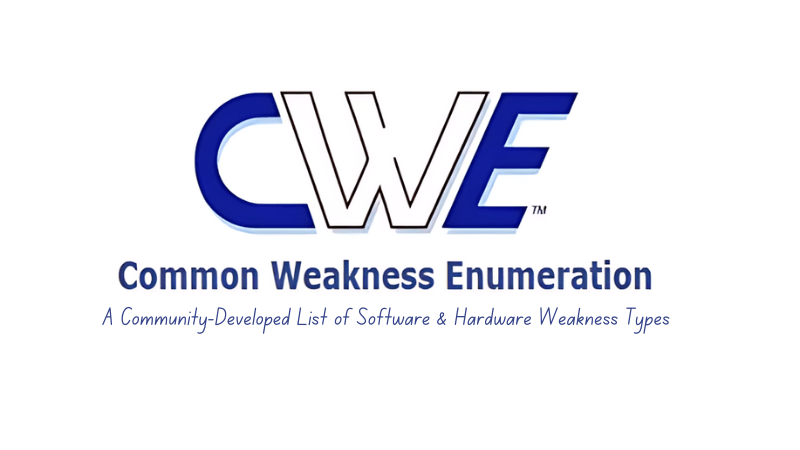 CWE™
Common Weakness Enumeration
A Community-Developed List of Software & Hardware Weakness Types